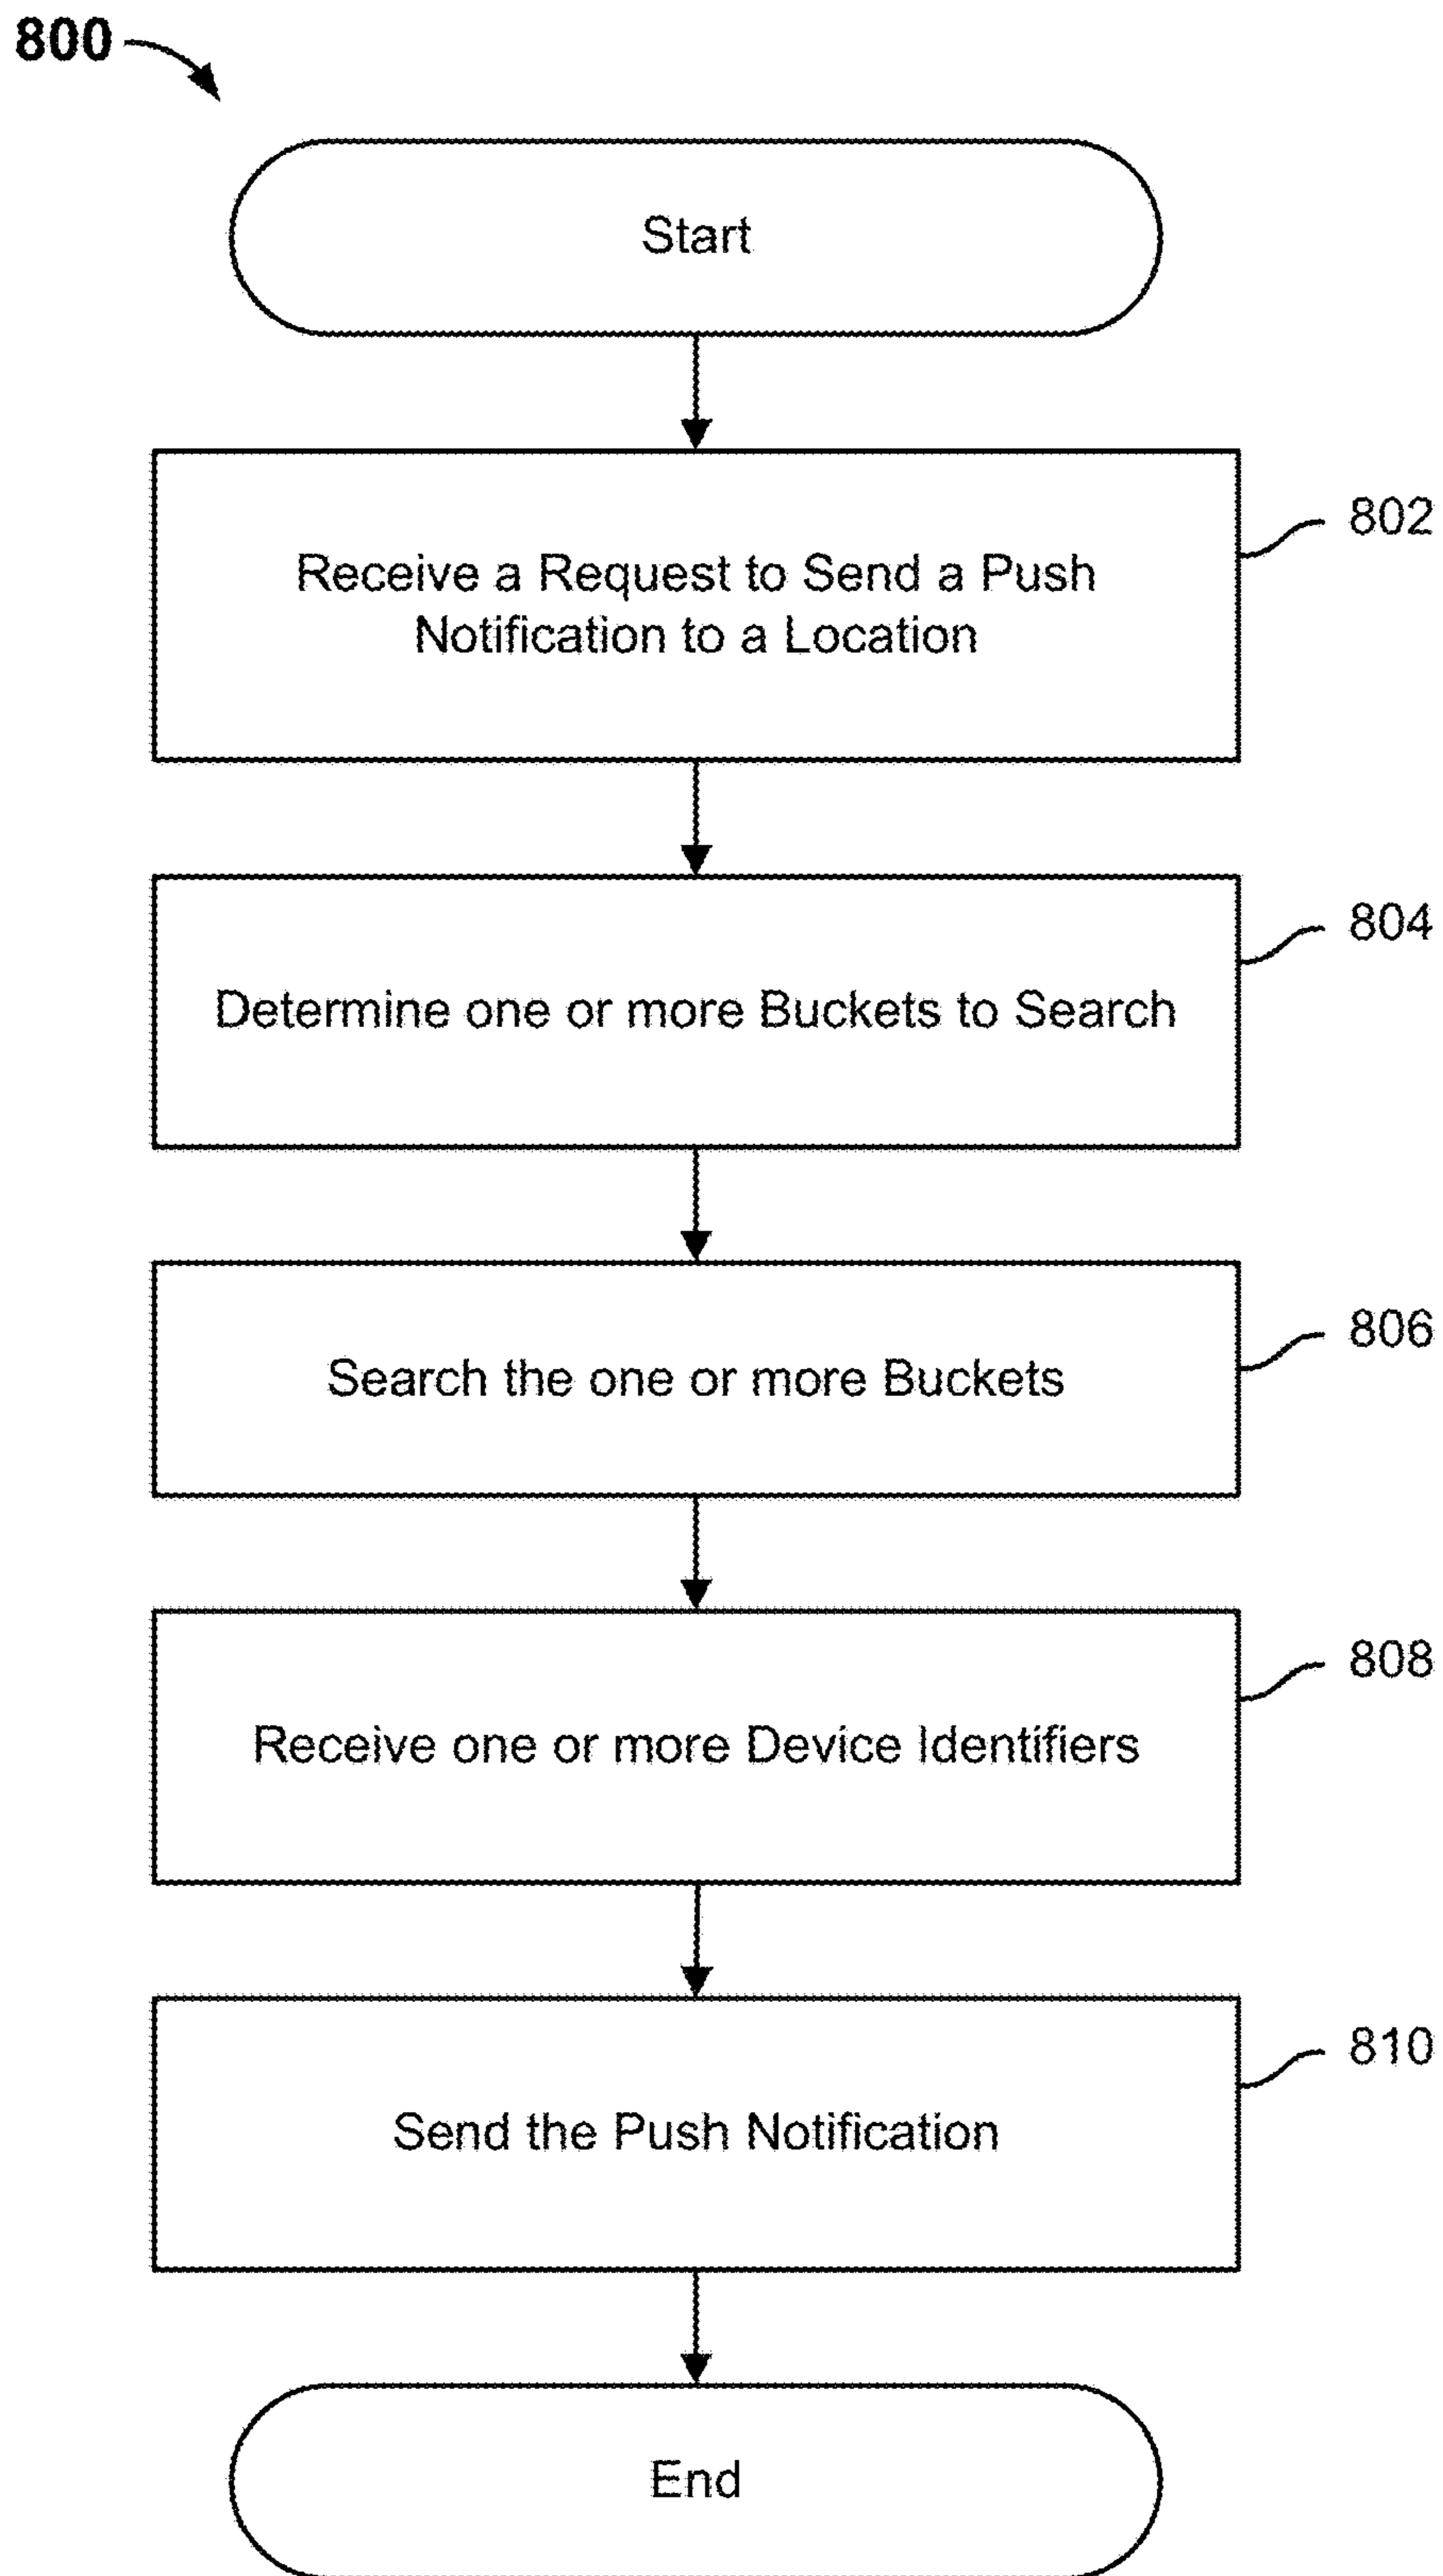 800
Start
Receive a Request to Send a Push
Notification to a Location
802
Determine one or more Buckets to Search
804
Search the one or more Buckets
806
Receive one or more Device Identifiers
808
Send the Push Notification
810
End